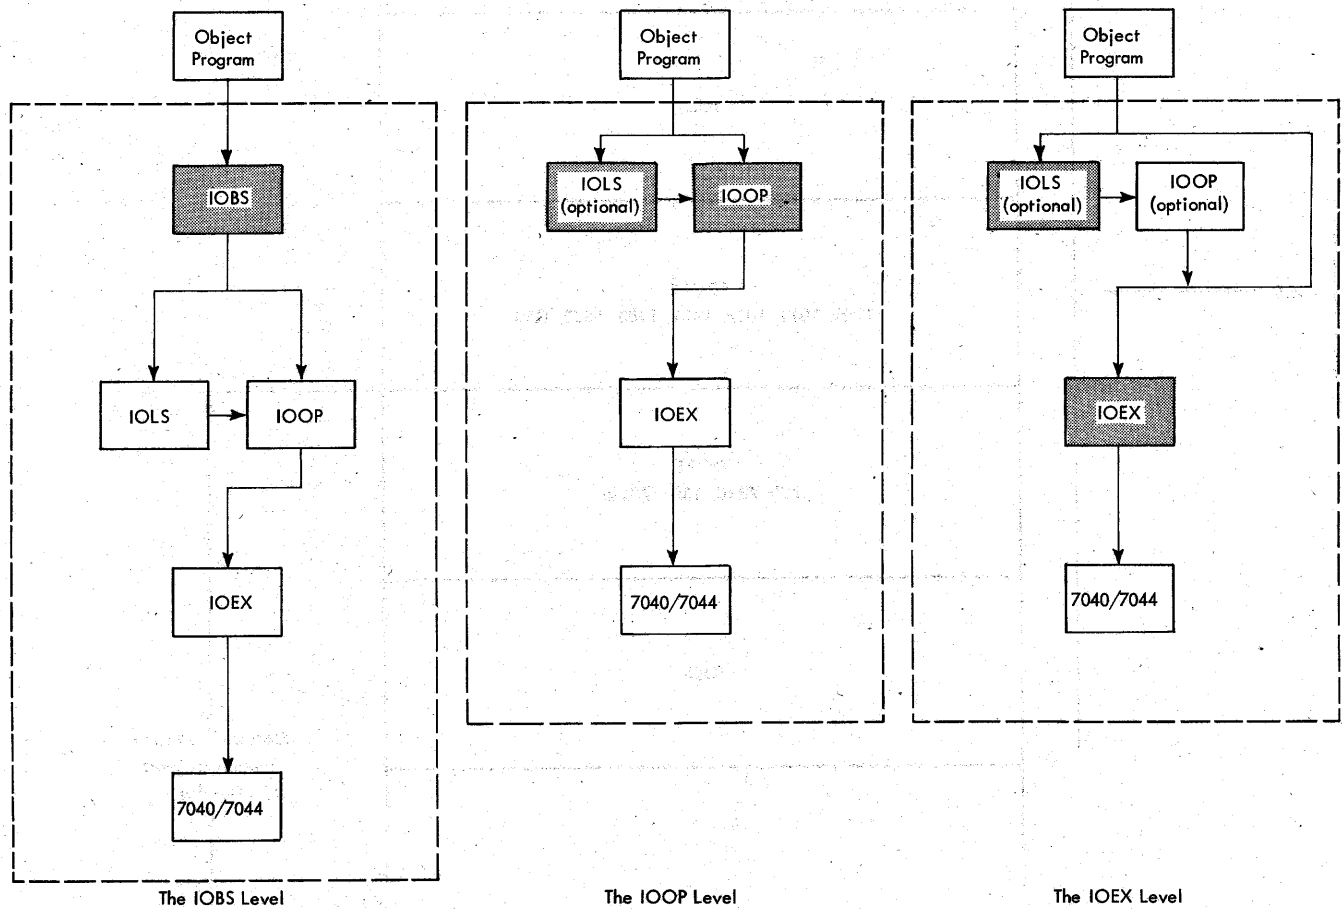 Object
Program
IOBS
IOLS
IOOP
IOEX
7040/7044
The IOBS Level
Object
Program
IOLS
(optional)
IOOP
IOEX
7040/7044
The IOOP Level
Object
Program
IOLS
(optional)
IOOP
(optional)
IOEX
7040/7044
The IOEX Level